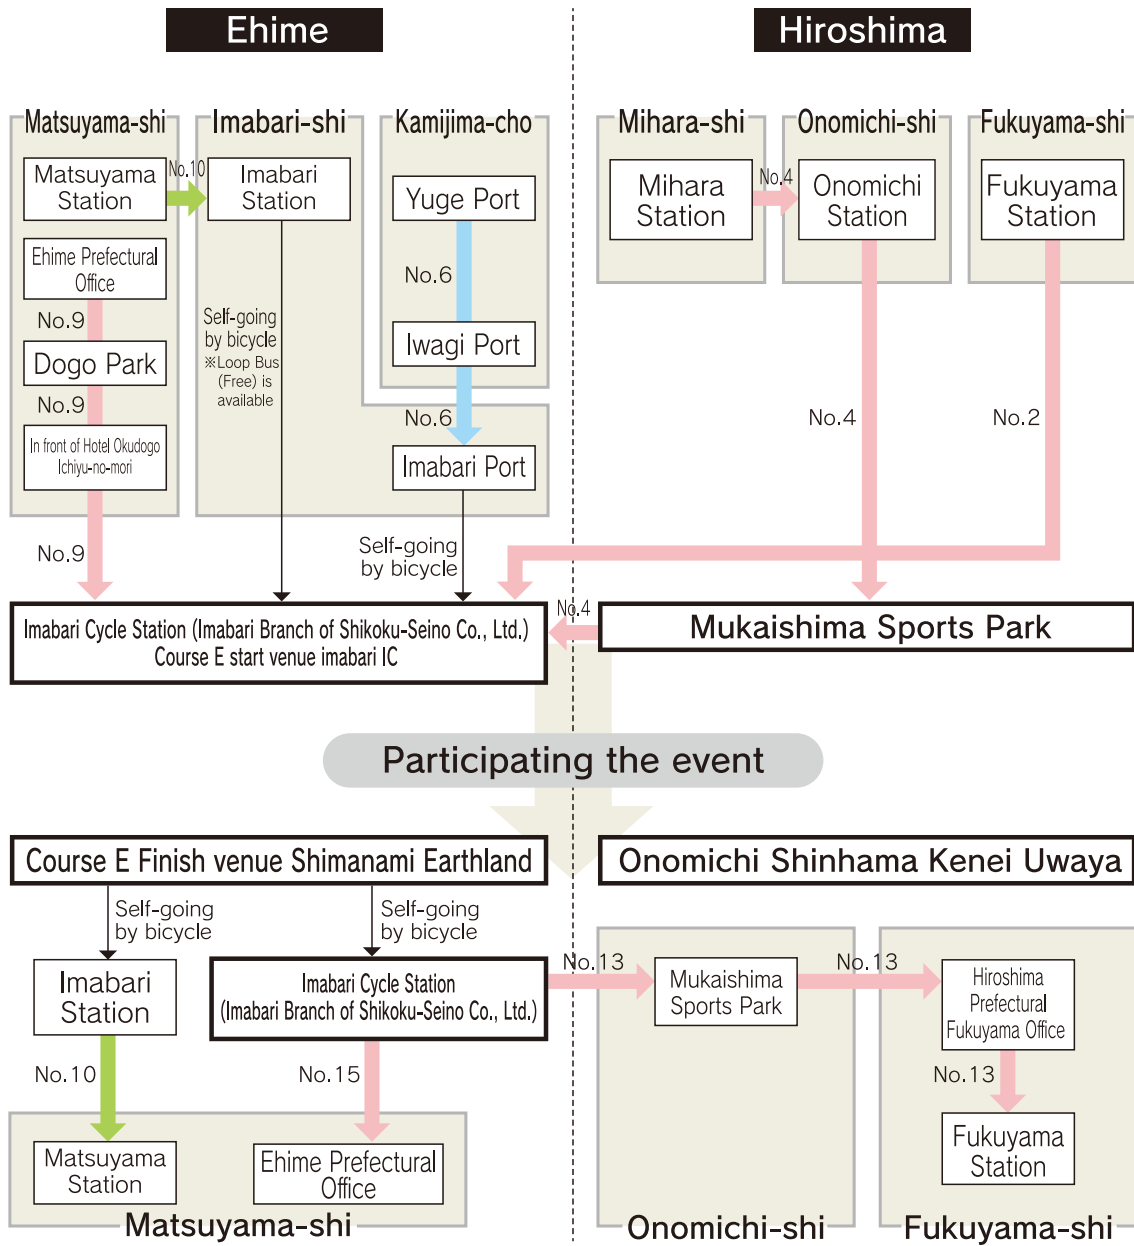 Ehime
Hiroshima
Matsuyama-shi
Imabari-shi
Kamijima-cho
Mihara-shi
Onomichi-shi
Fukuyama-shi
Matsuyama
Station
No.10
Imabari
Station
Yuge Port
Mihara
Station
No.4
Onomichi
Station
Fukuyama
Station
Ehime Prefectural
Office
No.9
Dogo Park
No.9
In front of Hotel Okudogo
Ichiyu-no-mori
No.9
Self-going
by bicycle
※Loop Bus
(Free) is
available
No.6
Iwagi Port
No.6
Imabari Port
Self-going
by bicycle
No.4
No.2
Imabari Cycle Station (Imabari Branch of Shikoku-Seino Co., Ltd.)
Course E start venue imabari IC
No.4
Mukaishima Sports Park
Participating the event
Course E Finish venue Shimanami Earthland
Onomichi Shinhama Kenei Uwaya
Self-going
by bicycle
Self-going
by bicycle
Imabari
Station
Imabari Cycle Station
(Imabari Branch of Shikoku-Seino Co., Ltd.)
No.13
Mukaishima
Sports Park
No.13
Hiroshima
Prefectural
Fukuyama Office
No.10
No.15
No.13
Matsuyama
Station
Ehime Prefectural
Office
Fukuyama
Station
Matsuyama-shi
Onomichi-shi
Fukuyama-shi